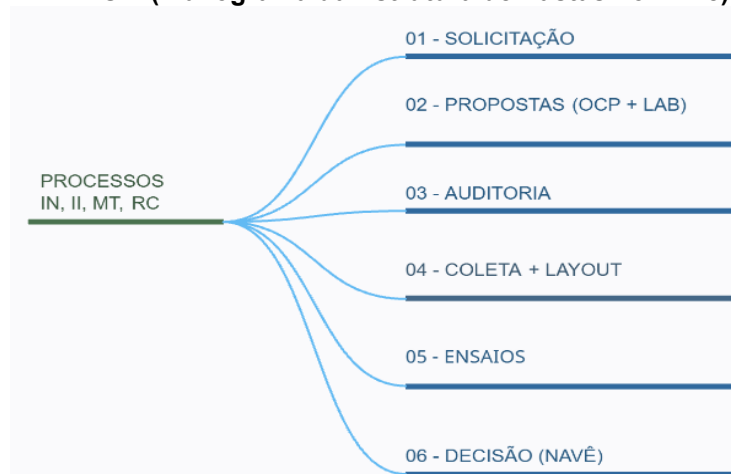 PROCESSOS
IN, II, MT, RC
01 - SOLICITAÇÃO
02 - PROPOSTAS (OCP + LAB)
03 - AUDITORIA
04 - COLETA + LAYOUT
05 - ENSAIOS
06 - DECISÃO (NAVÊ)